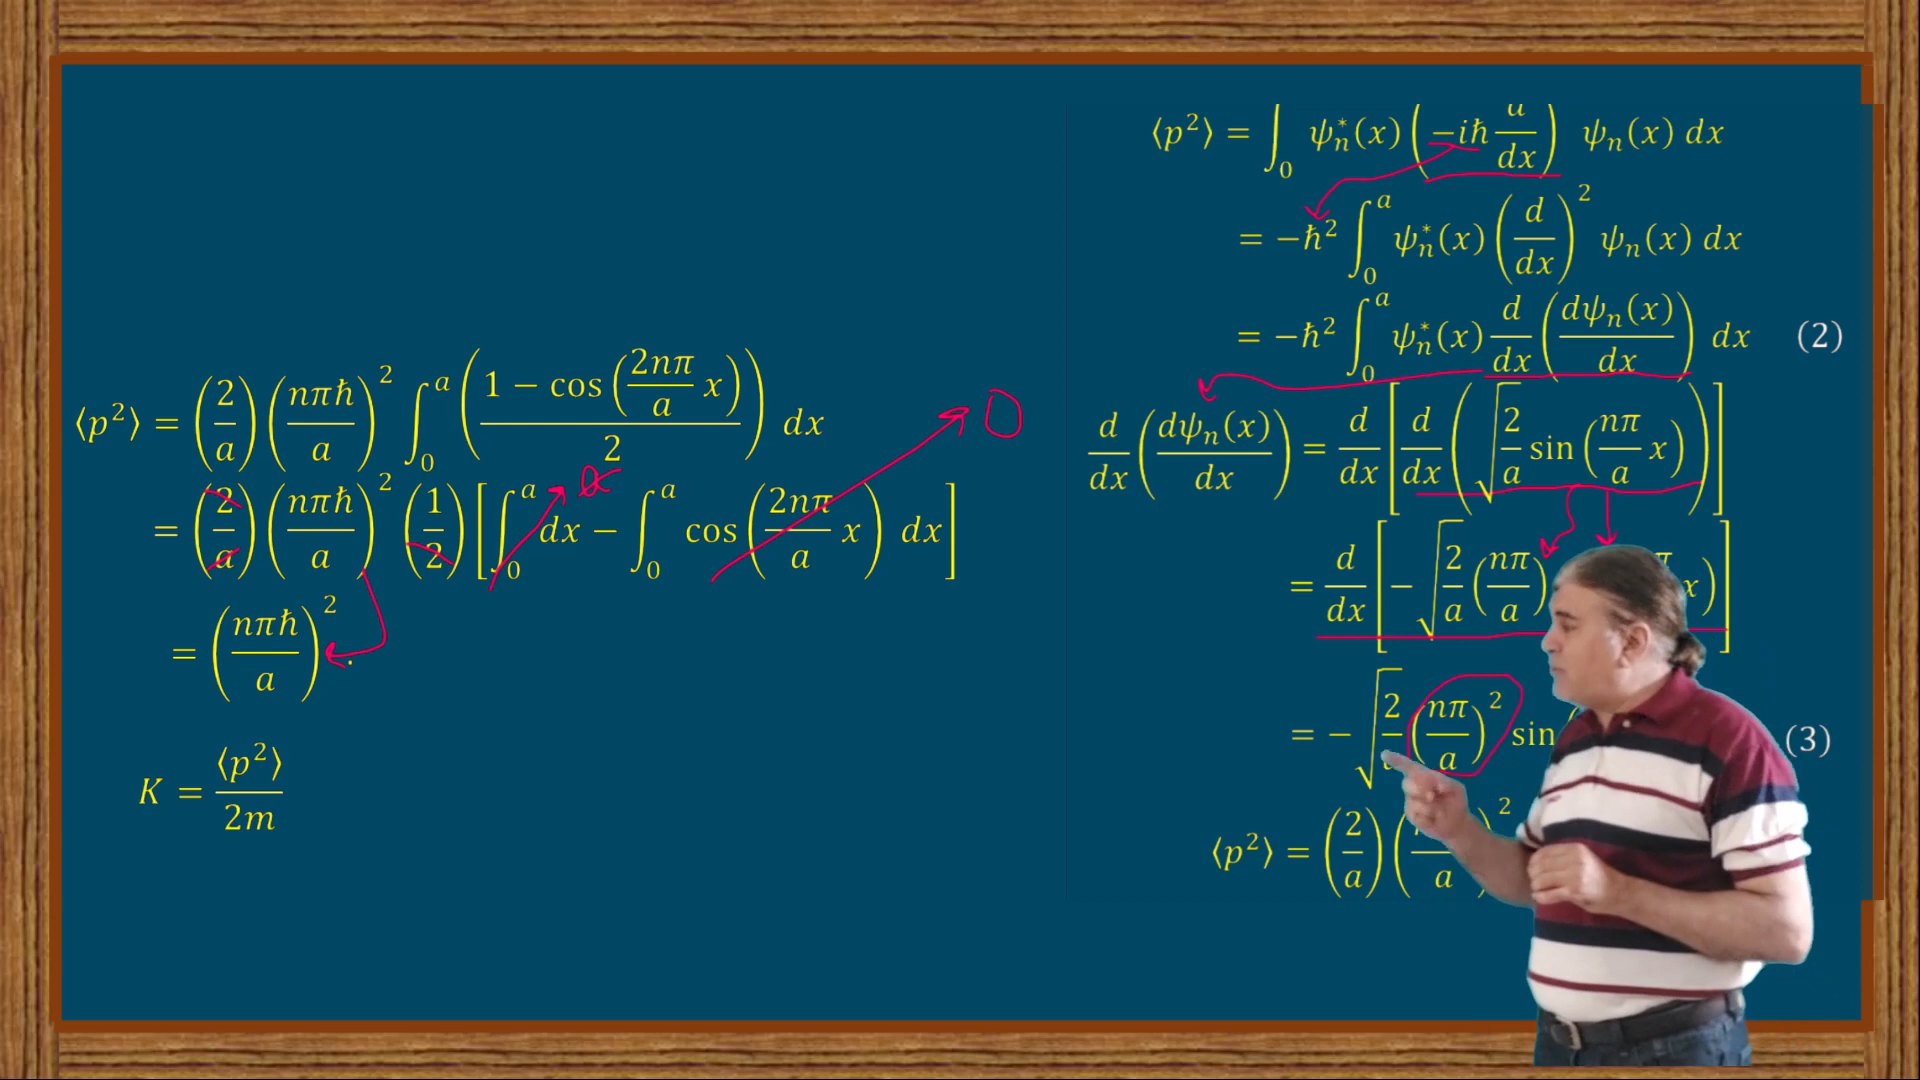 ⟨p²⟩ = (2/a) (nπħ/a)² ∫₀ᵃ ((1 − cos(2nπ/a x))/2) dx
0
a
= (2/a) (nπħ/a)² (1/2) [∫₀ᵃ dx − ∫₀ᵃ cos(2nπ/a x) dx]
= (nπħ/a)²
K = ⟨p²⟩/2m
⟨p²⟩ = ∫₀ ψₙ*(x) (−iħ d/dx) ψₙ(x) dx
= −ħ² ∫₀ᵃ ψₙ*(x) (d/dx)² ψₙ(x) dx
= −ħ² ∫₀ᵃ ψₙ*(x) d/dx (dψₙ(x)/dx) dx (2)
d/dx (dψₙ(x)/dx) = d/dx [d/dx (√(2/a) sin(nπ/a x))]
= d/dx [−√(2/a) (nπ/a) x)]
= −√(2/ (nπ/a)² sin (3)
⟨p²⟩ = (2/a) ( /a )²